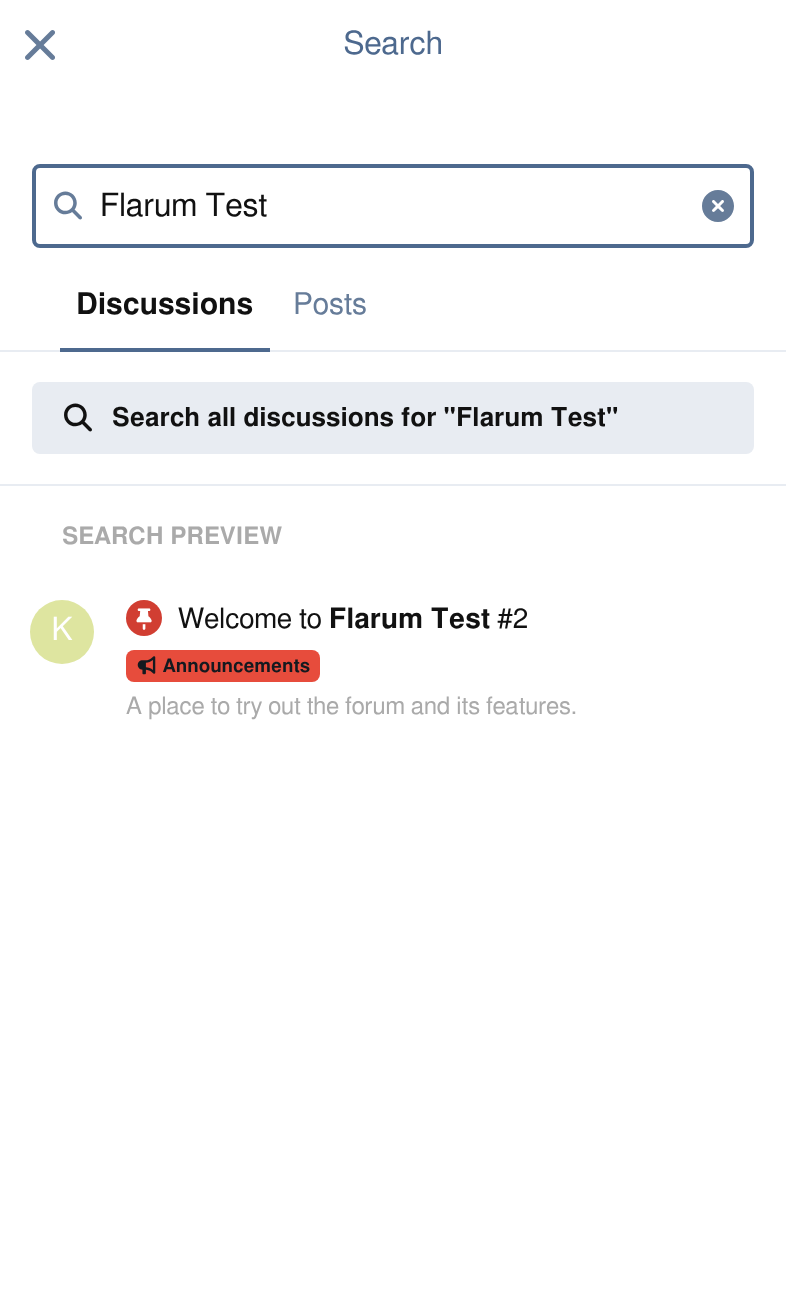 Search
Flarum Test
Discussions Posts
Search all discussions for "Flarum Test"
SEARCH PREVIEW
K
Welcome to Flarum Test #2
Announcements
A place to try out the forum and its features.